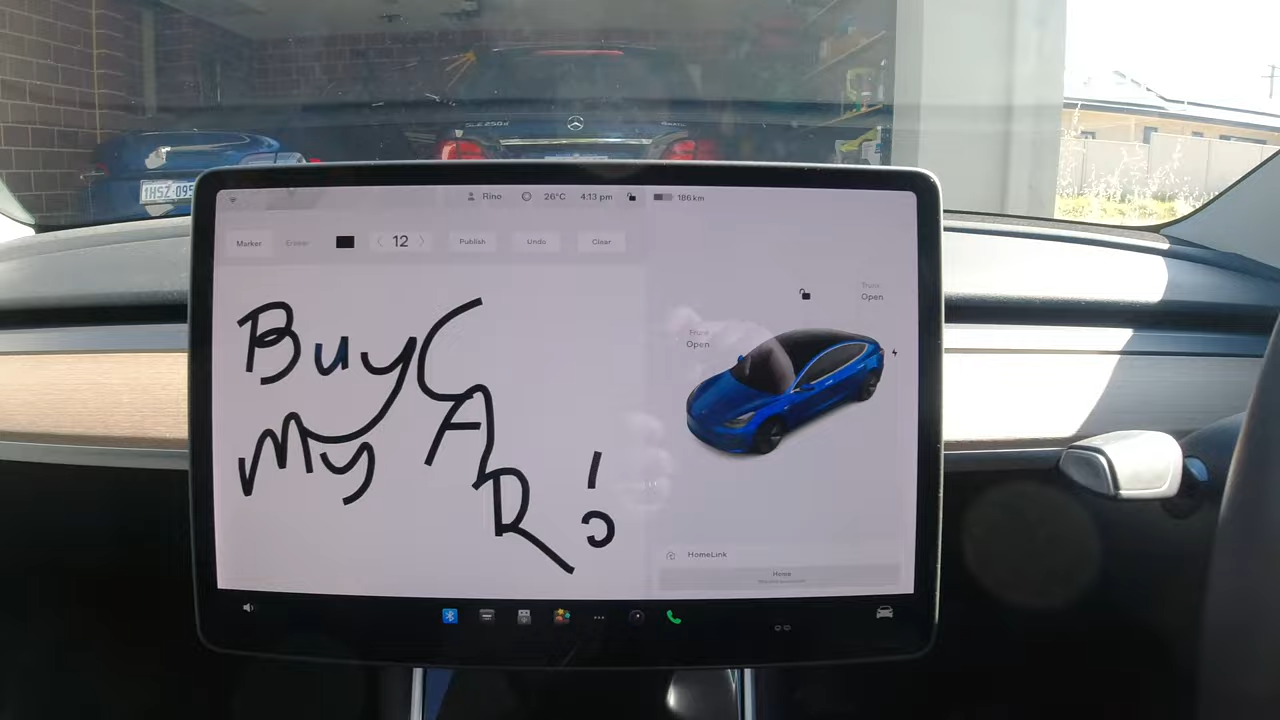 Rino 26°C 4:13 pm 186 km
Marker Eraser 12 Publish Undo Clear
Buy
My
CAR!
Trunk
Open
Frunk
Open
HomeLink
Home